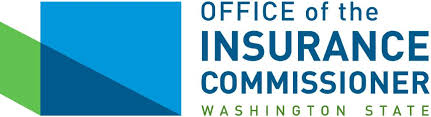 OFFICE of the
INSURANCE
COMMISSIONER
WASHINGTON STATE